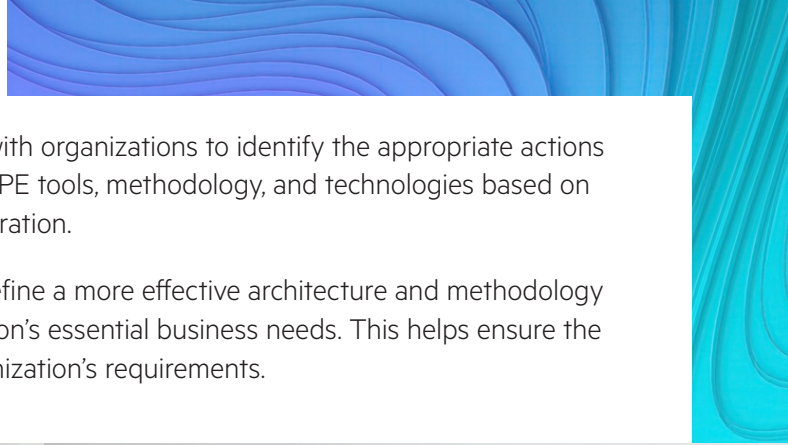 with organizations to identify the appropriate actions
PE tools, methodology, and technologies based on
ration.
efine a more effective architecture and methodology
on’s essential business needs. This helps ensure the
nization’s requirements.